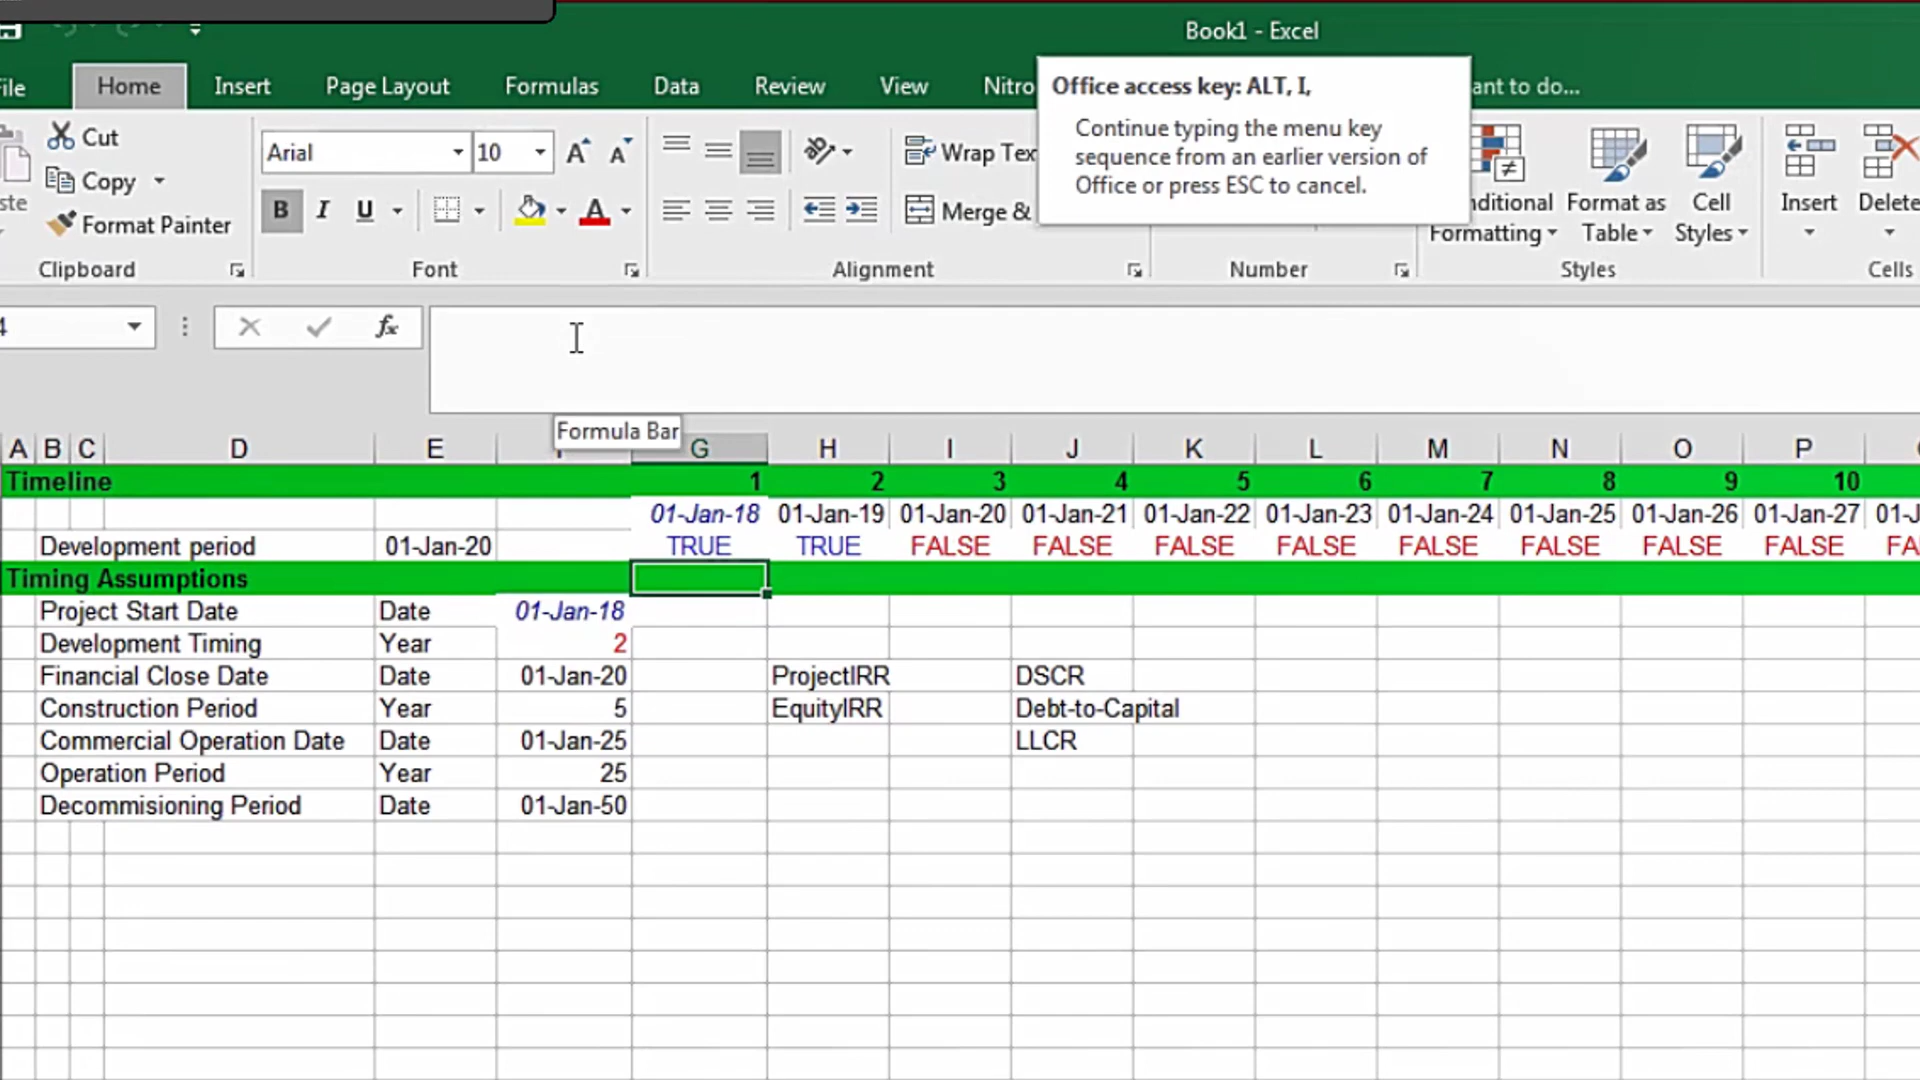 Book1 - Excel
File Home Insert Page Layout Formulas Data Review View Nitro ant to do...
Office access key: ALT, I,
Continue typing the menu key
sequence from an earlier version of
Office or press ESC to cancel.
Cut
Copy
Format Painter
Clipboard
Arial 10
B I U A
Font
Wrap Tex
Merge &
Alignment
Number
nditional
Formatting
Format as
Table
Cell
Styles
Styles
Insert
Delete
Cells
4 fx
Formula Bar
A B C D E G H I J K L M N O P
Timeline 1 2 3 4 5 6 7 8 9 10
01-Jan-18 01-Jan-19 01-Jan-20 01-Jan-21 01-Jan-22 01-Jan-23 01-Jan-24 01-Jan-25 01-Jan-26 01-Jan-27 01-J
Development period 01-Jan-20 TRUE TRUE FALSE FALSE FALSE FALSE FALSE FALSE FALSE FALSE FA
Timing Assumptions
Project Start Date Date 01-Jan-18
Development Timing Year 2
Financial Close Date Date 01-Jan-20 ProjectIRR DSCR
Construction Period Year 5 EquityIRR Debt-to-Capital
Commercial Operation Date Date 01-Jan-25 LLCR
Operation Period Year 25
Decommisioning Period Date 01-Jan-50